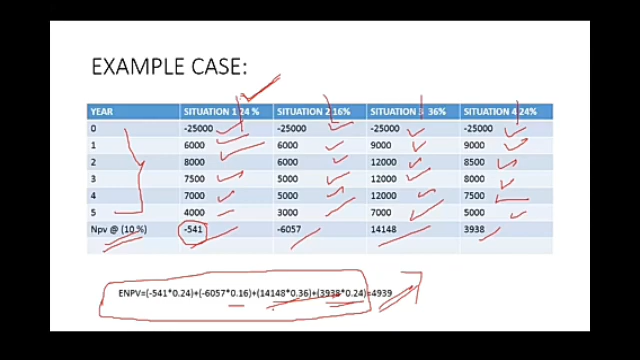 EXAMPLE CASE:
YEAR SITUATION 1 24 % SITUATION 2 16% SITUATION 3 36% SITUATION 4 24%
0 -25000 -25000 -25000 -25000
1 6000 6000 9000 9000
2 8000 6000 12000 8500
3 7500 5000 12000 8000
4 7000 5000 12000 7500
5 4000 3000 7000 5000
Npv @ (10 %) -541 -6057 14148 3938
ENPV=(-541*0.24)+(-6057*0.16)+(14148*0.36)+(3938*0.24)=4939